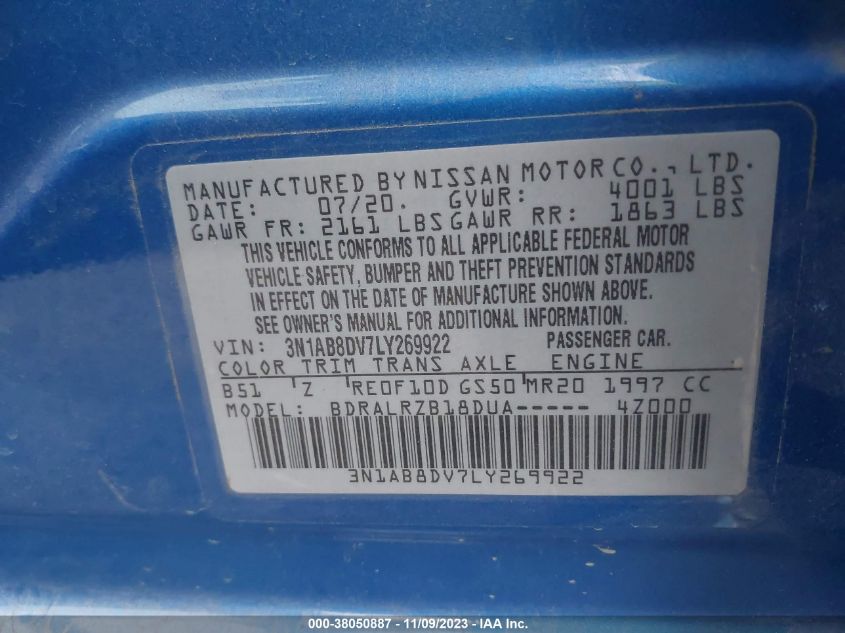 MANUFACTURED BY NISSAN MOTOR CO., LTD.
DATE: 07/20. GVWR: 4001 LBS
GAWR FR: 2161 LBS GAWR RR: 1863 LBS
THIS VEHICLE CONFORMS TO ALL APPLICABLE FEDERAL MOTOR
VEHICLE SAFETY, BUMPER AND THEFT PREVENTION STANDARDS
IN EFFECT ON THE DATE OF MANUFACTURE SHOWN ABOVE.
SEE OWNER'S MANUAL FOR ADDITIONAL INFORMATION.
VIN: 3N1AB8DV7LY269922 PASSENGER CAR.
COLOR TRIM TRANS AXLE ENGINE
B51 'Z 'RE0F10D GS50'MR20 1997 CC
MODEL: BDRALRZB18DUA----- 4Z000
3N1AB8DV7LY269922
000-38050887 - 11/09/2023 - IAA Inc.